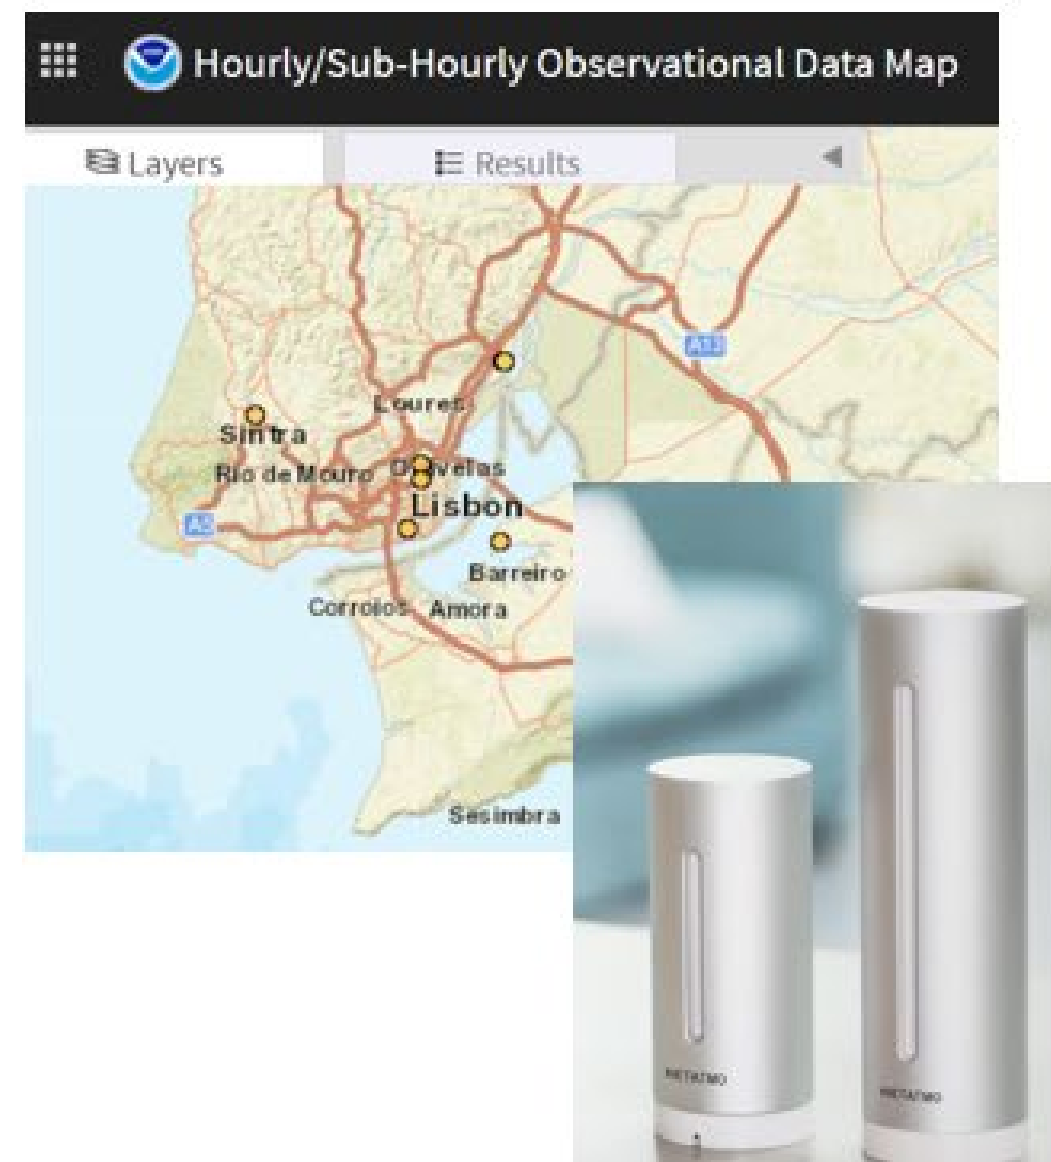 Hourly/Sub-Hourly Observational Data Map
Layers
Results
A13
Loures
Sintra
Rio de Mouro
Odivelas
A5
Lisbon
Barreiro
Corroios
Amora
Sesimbra
NETATMO
NETATMO